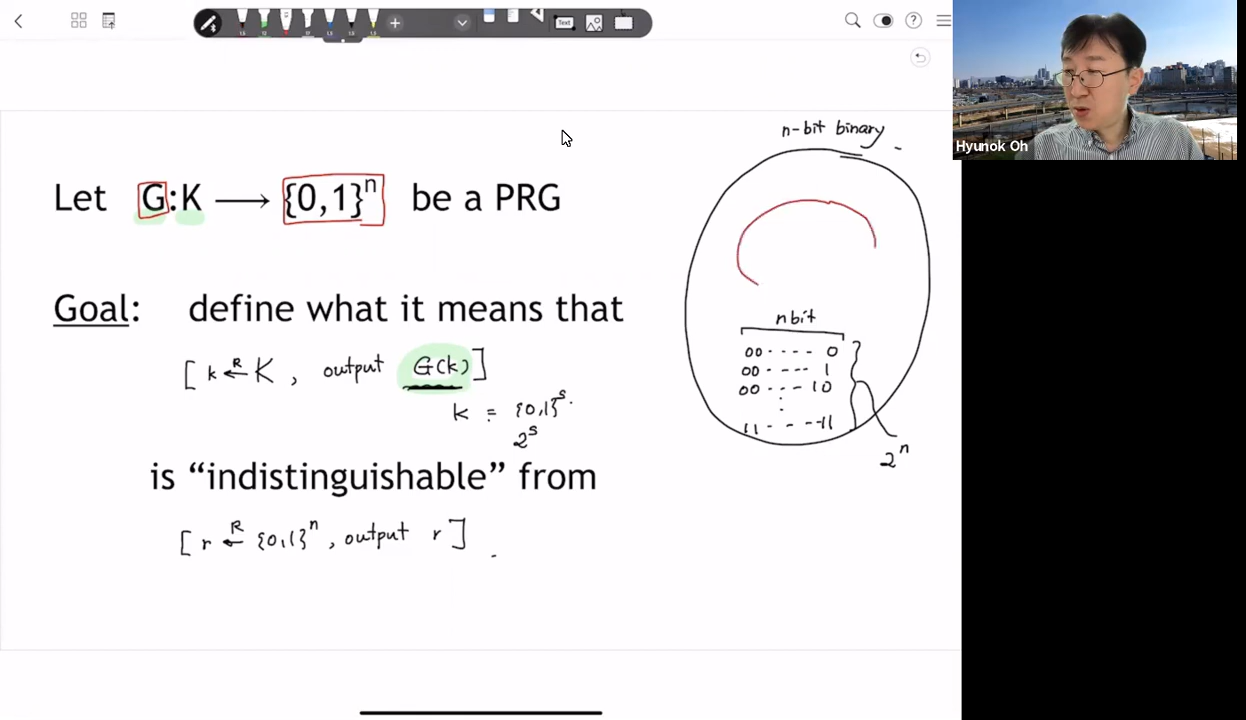 Text
Hyunok Oh
n-bit binary
Let G:K ⟶ {0,1}ⁿ be a PRG
Goal: define what it means that
[ k ←ᴿ K , output G(k) ]
K = {0,1}ˢ
2ˢ
is “indistinguishable” from
[ r ←ᴿ {0,1}ⁿ , output r ]
n bit
00 ---- 0
00 ---- 1
00 --- 10
⋮
11 - - -- 11
2ⁿ